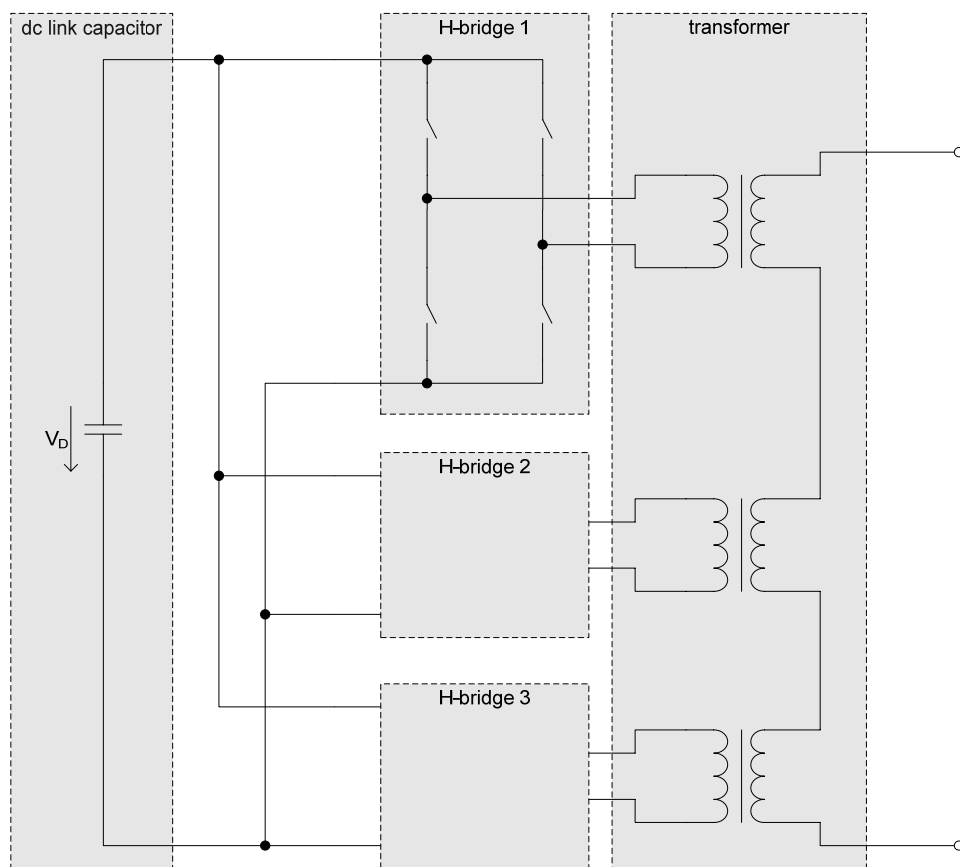 dc link capacitor
H-bridge 1
transformer
V_D
H-bridge 2
H-bridge 3